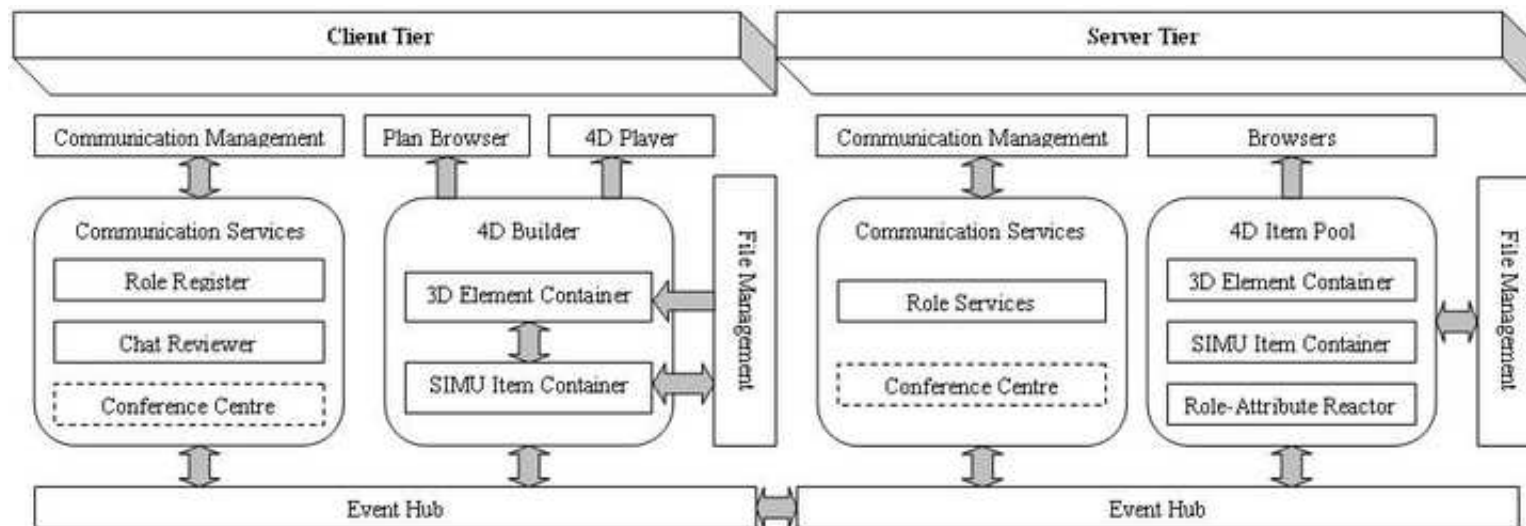 Client Tier
Server Tier
Communication Management
Plan Browser
4D Player
Communication Management
Browsers
Communication Services
Role Register
Chat Reviewer
Conference Centre
4D Builder
3D Element Container
SIMU Item Container
File Management
Communication Services
Role Services
Conference Centre
4D Item Pool
3D Element Container
SIMU Item Container
Role-Attribute Reactor
File Management
Event Hub
Event Hub